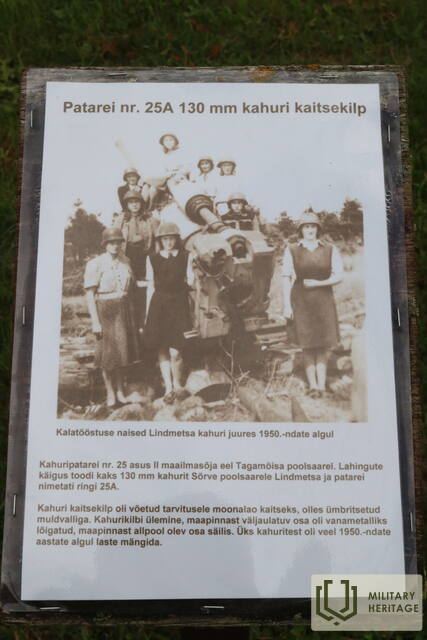 Patarei nr. 25A 130 mm kahuri kaitsekilp
Kalatööstuse naised Lindmetsa kahuri juures 1950.-ndate algul
Kahuripatarei nr. 25 asus II maailmasõja eel Tagamõisa poolsaarel. Lahingute
käigus toodi kaks 130 mm kahurit Sõrve poolsaarele Lindmetsa ja patarei
nimetati ringi 25A.
Kahuri kaitsekilp oli võetud tarvitusele moonalao kaitseks, olles ümbritsetud
muldvalliga. Kahurikilbi ülemine, maapinnast väljaulatuv osa oli vanametalliks
lõigatud, maapinnast allpool olev osa säilis. Üks kahuritest oli veel 1950.-ndate
aastate algul laste mängida.
MILITARY
HERITAGE